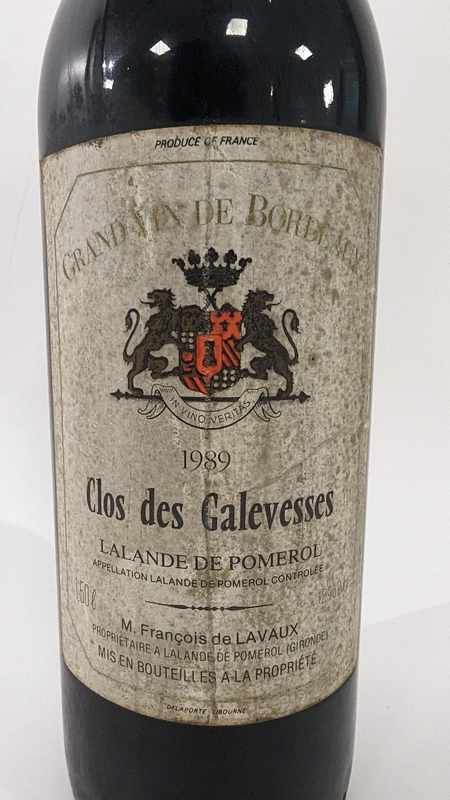 PRODUCE OF FRANCE
GRAND VIN DE BORDEAUX
IN VINO VERITAS
1989
Clos des Galevesses
LALANDE DE POMEROL
APPELLATION LALANDE DE POMEROL CONTROLÉE
M. François de LAVAUX
PROPRIÉTAIRE A LALANDE DE POMEROL (GIRONDE)
MIS EN BOUTEILLES A LA PROPRIÉTÉ
DELAPORTE LIBOURNE